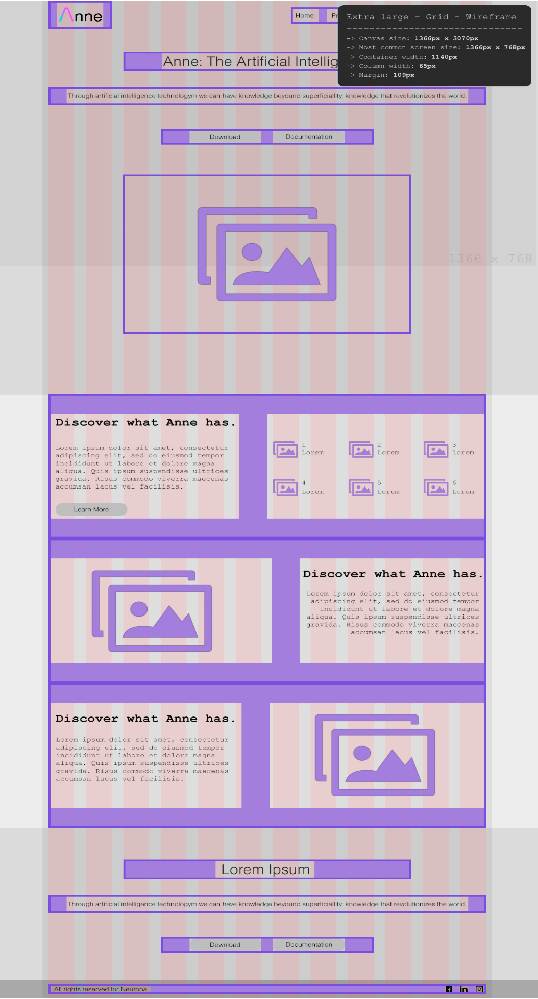 Anne
Home
Pr
Extra large - Grid - Wireframe
--------------------------------
-> Canvas size: 1366px x 3070px
-> Most common screen size: 1366px x 768px
-> Container width: 1140px
-> Column width: 65px
-> Margin: 109px
Anne: The Artificial Intellig
Through artificial intelligence technologym we can have knowledge beyound superficiallity, knowledge that revolutionizes the world.
Download
Documentation
1366 x 768
Discover what Anne has.
Lorem ipsum dolor sit amet, consectetur
adipiscing elit, sed do eiusmod tempor
incididunt ut labore et dolore magna
aliqua. Quis ipsum suspendisse ultrices
gravida. Risus commodo viverra maecenas
accumsan lacus vel facilisis.
Learn More
1
Lorem
2
Lorem
3
lorem
4
Lorem
5
Lorem
6
Lorem
Discover what Anne has.
Lorem ipsum dolor sit amet, consectetur
adipiscing elit, sed do eiusmod tempor
incididunt ut labore et dolore magna
aliqua. Quis ipsum suspendisse ultrices
gravida. Risus commodo viverra maecenas
accumsan lacus vel facilisis.
Discover what Anne has.
Lorem ipsum dolor sit amet, consectetur
adipiscing elit, sed do eiusmod tempor
incididunt ut labore et dolore magna
aliqua. Quis ipsum suspendisse ultrices
gravida. Risus commodo viverra maecenas
accumsan lacus vel facilisis.
Lorem Ipsum
Through artificial intelligence technologym we can have knowledge beyound superficiallity, knowledge that revolutionizes the world.
Download
Documentation
All rights reserved for Neurona.